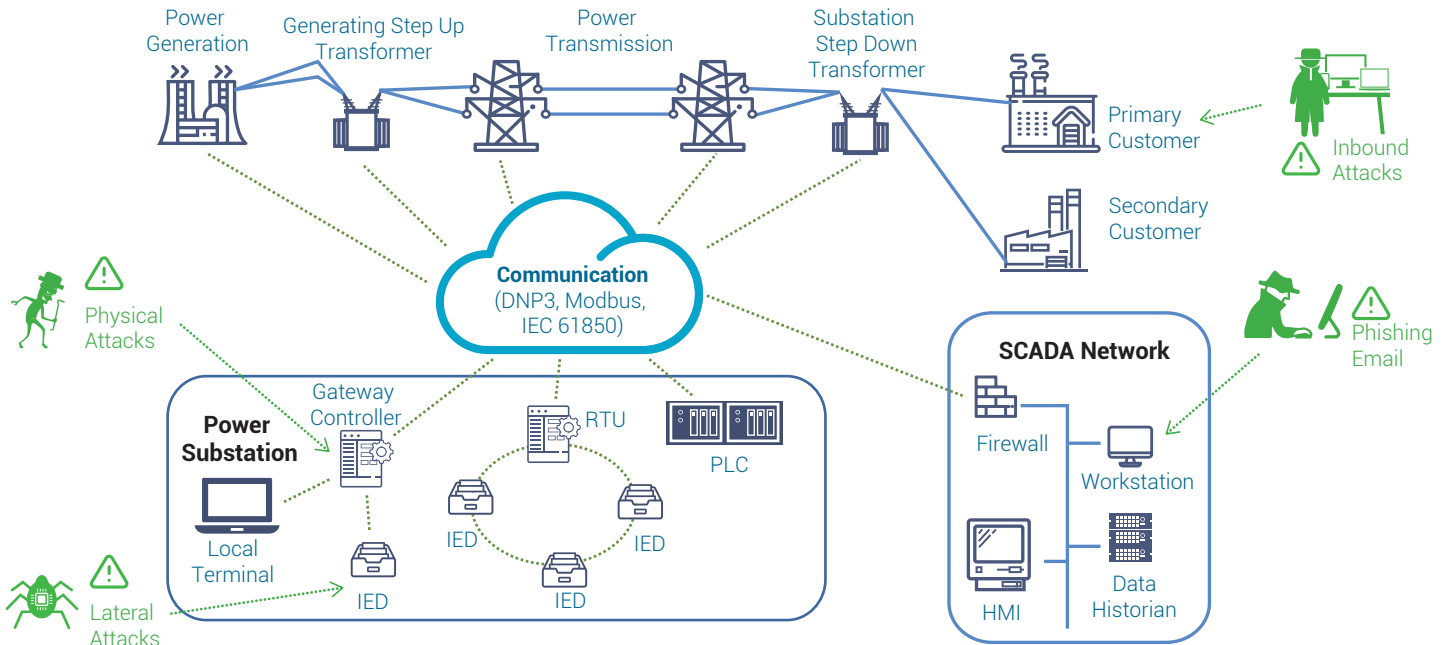 Power
Generation
Generating Step Up
Transformer
Power
Transmission
Substation
Step Down
Transformer
Primary
Customer
Inbound
Attacks
Secondary
Customer
Communication
(DNP3, Modbus,
IEC 61850)
Physical
Attacks
Phishing
Email
SCADA Network
Firewall
Workstation
HMI
Data
Historian
Power
Substation
Gateway
Controller
RTU
PLC
Local
Terminal
IED
IED
IED
IED
Lateral
Attacks